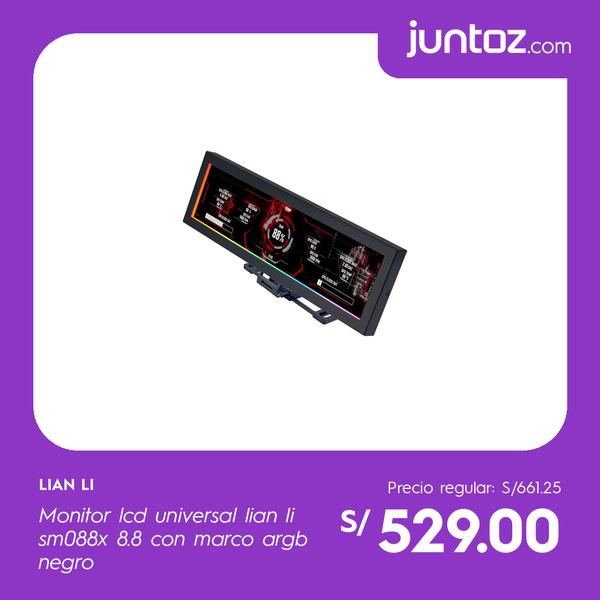 juntoz.com
88%
LIAN LI
Monitor lcd universal lian li
sm088x 8.8 con marco argb
negro
Precio regular: S/661.25
S/ 529.00